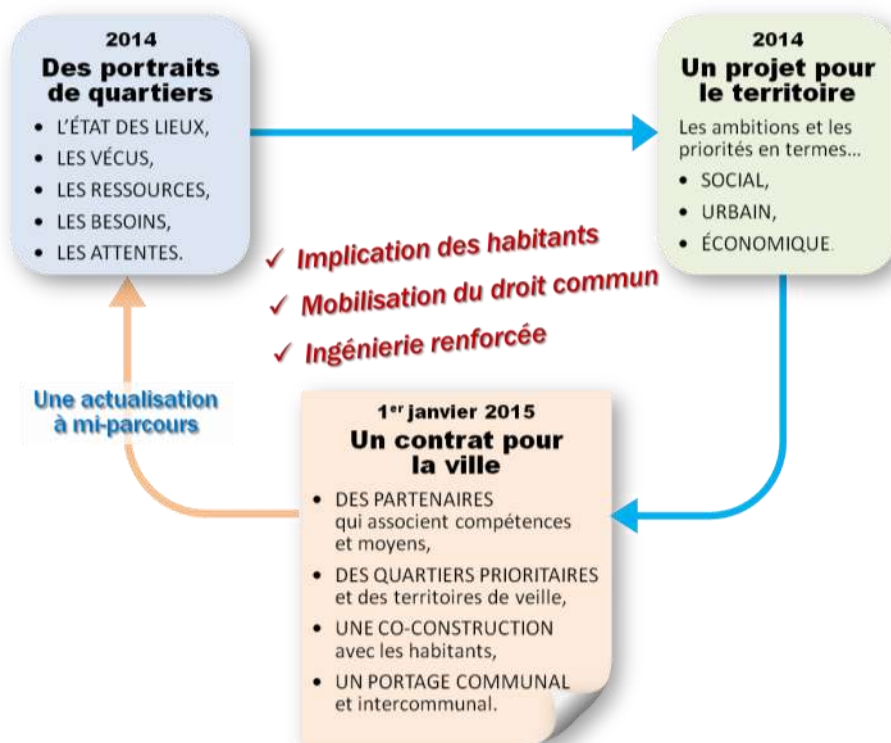 2014
Des portraits
de quartiers
• L'ÉTAT DES LIEUX,
• LES VÉCUS,
• LES RESSOURCES,
• LES BESOINS,
• LES ATTENTES.
2014
Un projet pour
le territoire
Les ambitions et les
priorités en termes...
• SOCIAL,
• URBAIN,
• ÉCONOMIQUE.
✓ Implication des habitants
✓ Mobilisation du droit commun
✓ Ingénierie renforcée
Une actualisation
à mi-parcours
1er janvier 2015
Un contrat pour
la ville
• DES PARTENAIRES
qui associent compétences
et moyens,
• DES QUARTIERS PRIORITAIRES
et des territoires de veille,
• UNE CO-CONSTRUCTION
avec les habitants,
• UN PORTAGE COMMUNAL
et intercommunal.